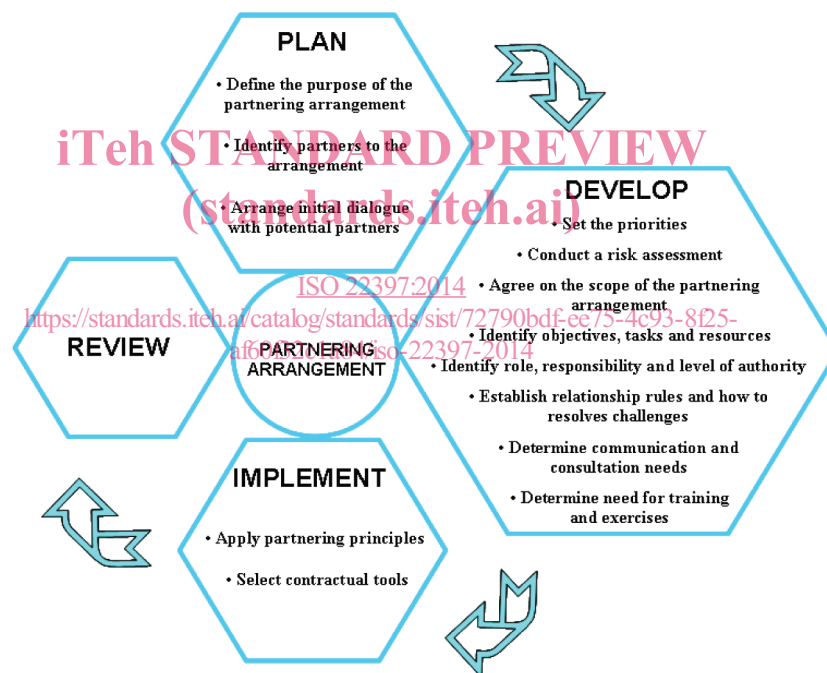 PLAN
• Define the purpose of the
partnering arrangement
iTeh STANDARD PREVIEW
• Identify partners to the
arrangement
(standards.iteh.ai)
• Arrange initial dialogue
with potential partners
DEVELOP
• Set the priorities
• Conduct a risk assessment
• Agree on the scope of the partnering
arrangement
• Identify objectives, tasks and resources
• Identify role, responsibility and level of authority
• Establish relationship rules and how to
resolves challenges
• Determine communication and
consultation needs
• Determine need for training
and exercises
ISO 22397:2014
https://standards.iteh.ai/catalog/standards/sist/72790bdf-ee75-4c93-8f25-
REVIEW
PARTNERING
ARRANGEMENT
IMPLEMENT
• Apply partnering principles
• Select contractual tools